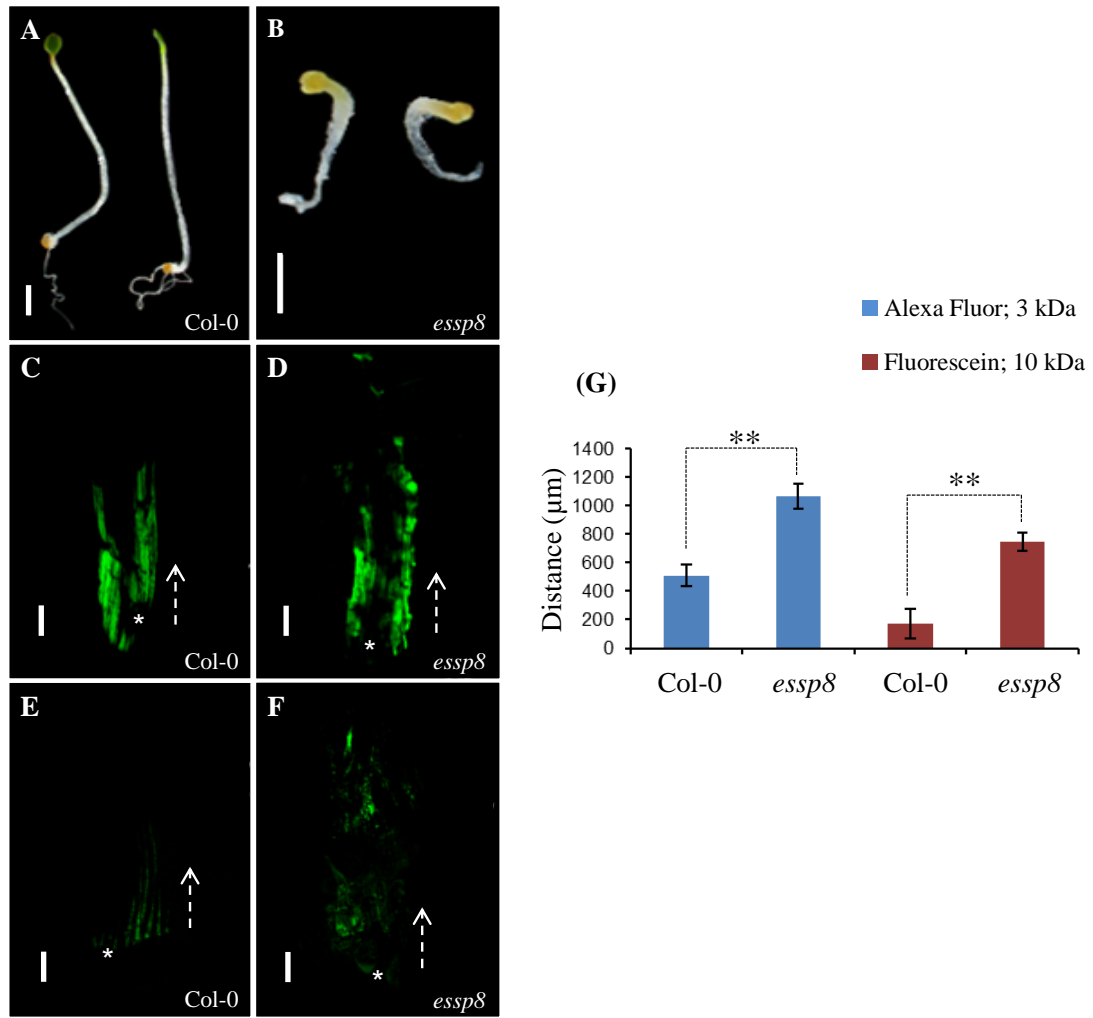 A
Col-0
B
essp8
C
*
Col-0
D
*
essp8
E
*
Col-0
F
*
essp8
Alexa Fluor; 3 kDa
Fluorescein; 10 kDa
(G)
Distance (μm)
1400
1200
1000
800
600
400
200
0
**
**
Col-0
essp8
Col-0
essp8